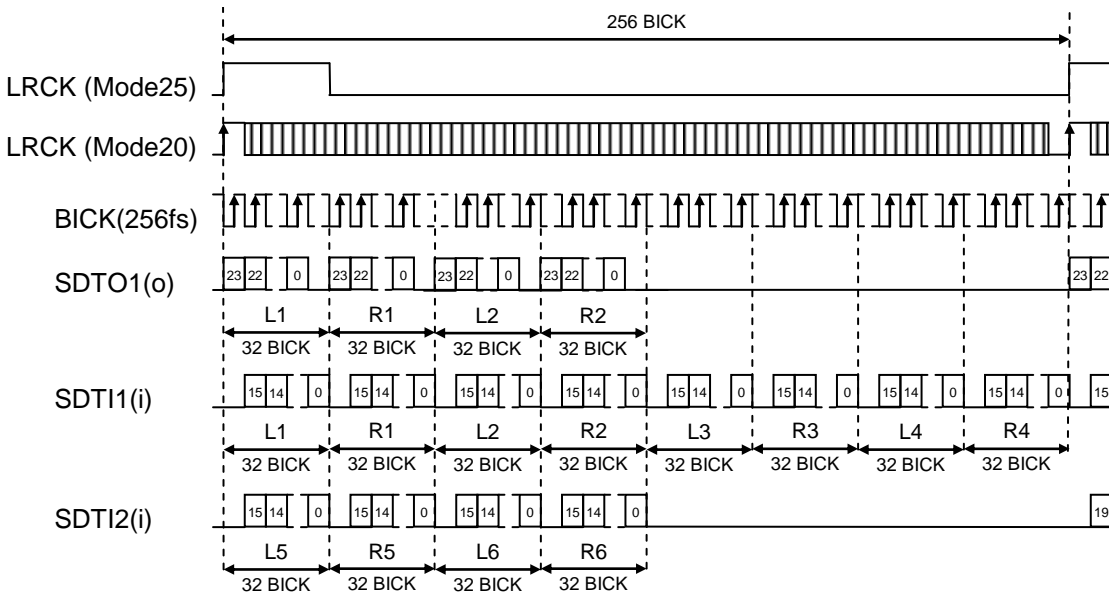 256 BICK
LRCK (Mode25)
LRCK (Mode20)
BICK(256fs)
SDTO1(o)
23 22 0 23 22 0 23 22 0 23 22 0 23 22
L1 R1 L2 R2
32 BICK 32 BICK 32 BICK 32 BICK
SDTI1(i)
15 14 0 15 14 0 15 14 0 15 14 0 15 14 0 15 14 0 15 14 0 15 14 0 15
L1 R1 L2 R2 L3 R3 L4 R4
32 BICK 32 BICK 32 BICK 32 BICK 32 BICK 32 BICK 32 BICK 32 BICK
SDTI2(i)
15 14 0 15 14 0 15 14 0 15 14 0 19
L5 R5 L6 R6
32 BICK 32 BICK 32 BICK 32 BICK